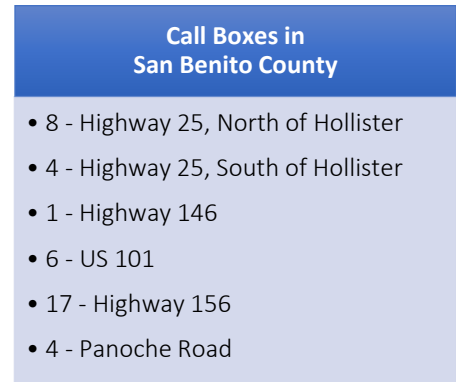 Call Boxes in
San Benito County
• 8 - Highway 25, North of Hollister
• 4 - Highway 25, South of Hollister
• 1 - Highway 146
• 6 - US 101
• 17 - Highway 156
• 4 - Panoche Road